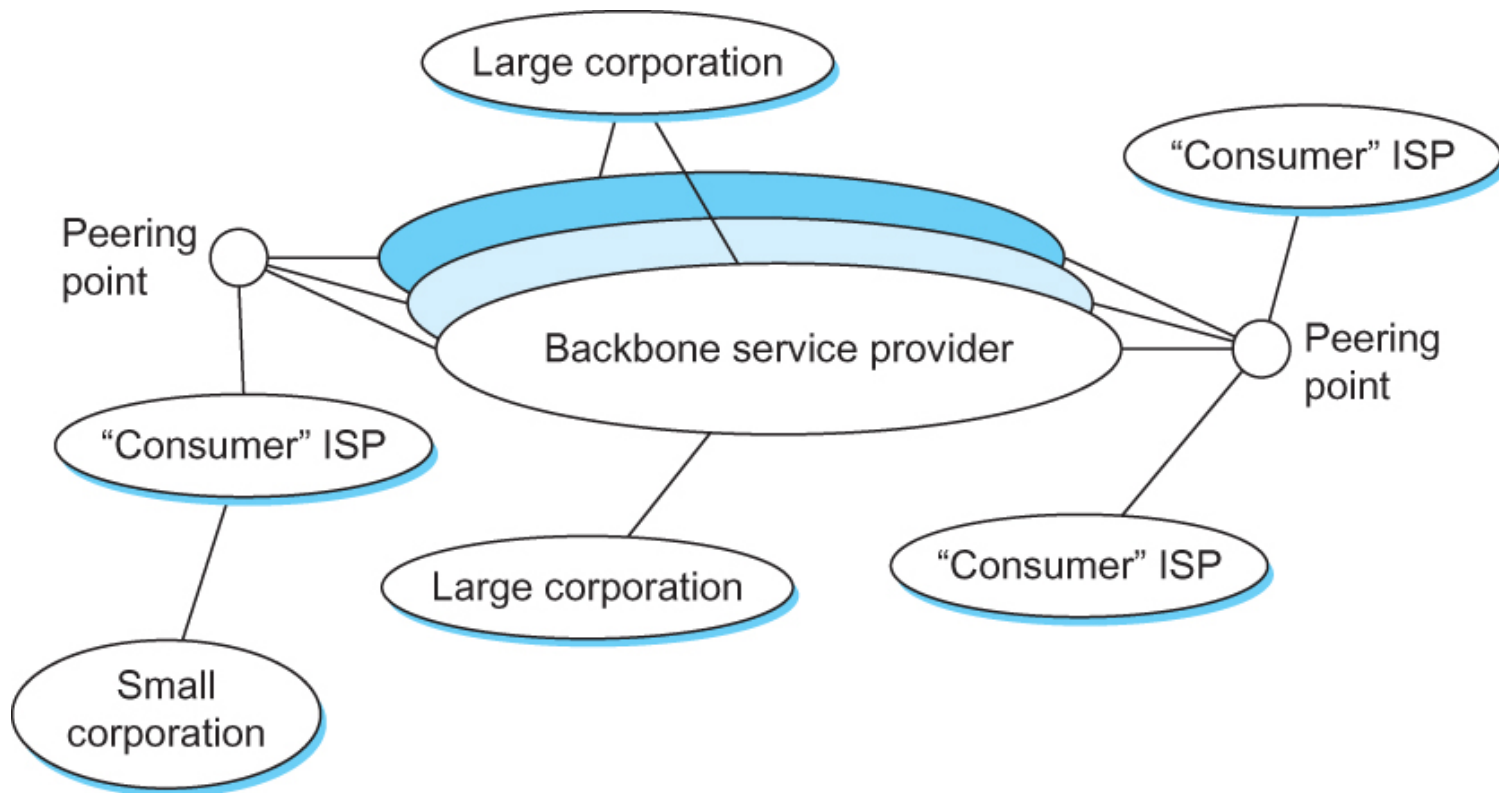 Large corporation
“Consumer” ISP
Peering
point
Backbone service provider
Peering
point
“Consumer” ISP
“Consumer” ISP
Large corporation
Small
corporation